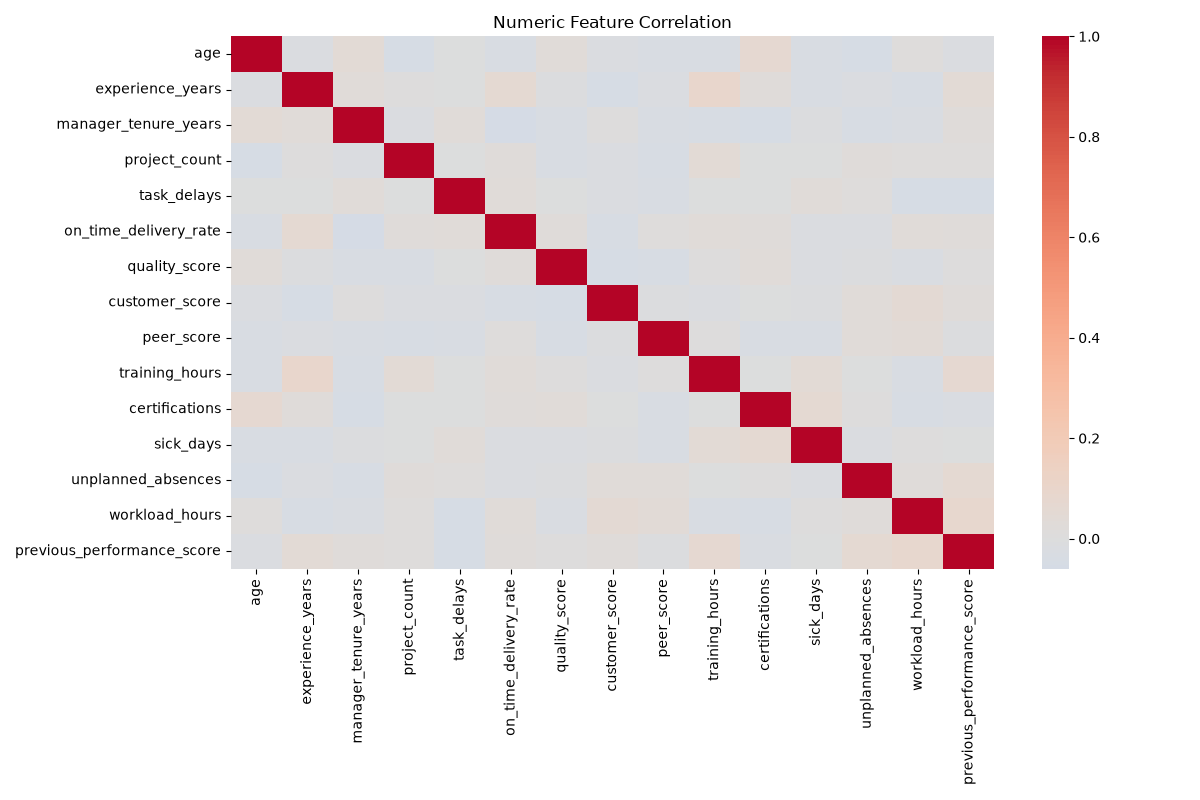 Numeric Feature Correlation
age
experience_years
manager_tenure_years
project_count
task_delays
on_time_delivery_rate
quality_score
customer_score
peer_score
training_hours
certifications
sick_days
unplanned_absences
workload_hours
previous_performance_score
age
experience_years
manager_tenure_years
project_count
task_delays
on_time_delivery_rate
quality_score
customer_score
peer_score
training_hours
certifications
sick_days
unplanned_absences
workload_hours
previous_performance_score
1.0
0.8
0.6
0.4
0.2
0.0